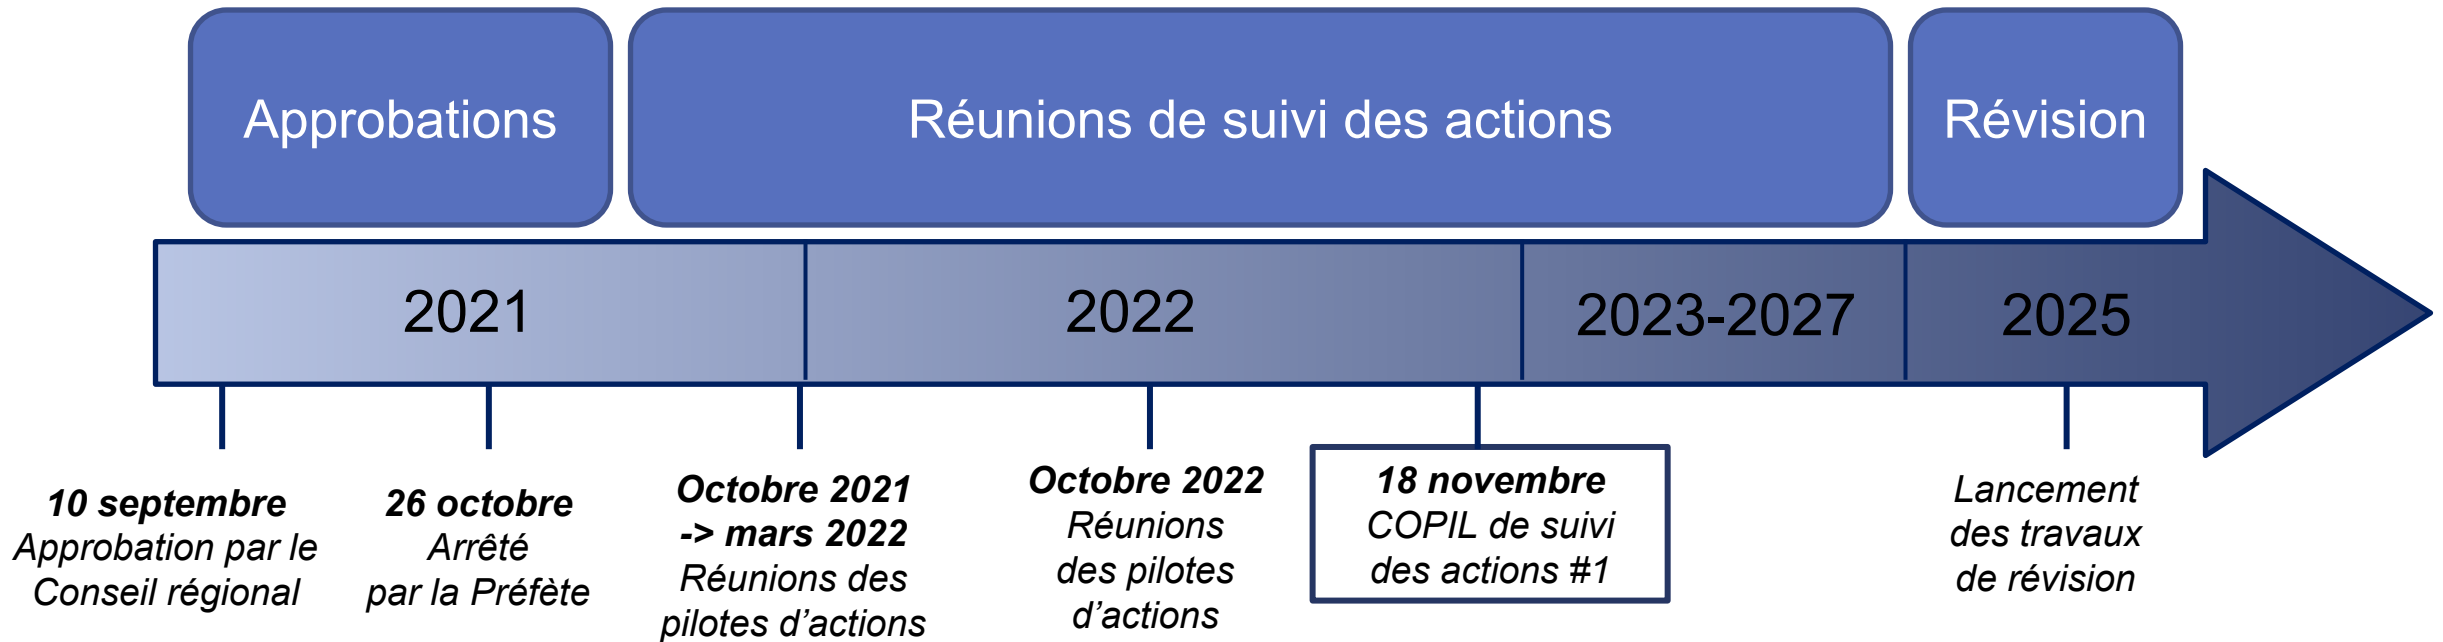 Approbations
Réunions de suivi des actions
Révision
2021
2022
2023-2027
2025
10 septembre
Approbation par le
Conseil régional
26 octobre
Arrêté
par la Préfète
Octobre 2021
-> mars 2022
Réunions des
pilotes d’actions
Octobre 2022
Réunions
des pilotes
d’actions
18 novembre
COPIL de suivi
des actions #1
Lancement
des travaux
de révision